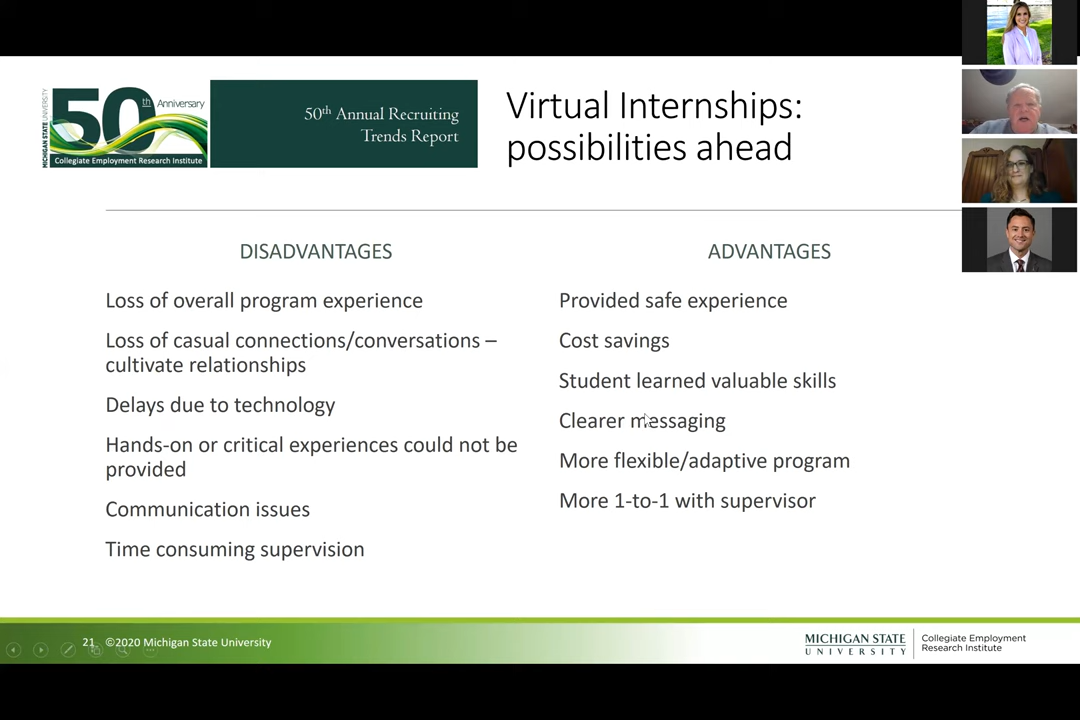 MICHIGAN STATE UNIVERSITY
50th Anniversary
Collegiate Employment Research Institute
50th Annual Recruiting
Trends Report
Virtual Internships:
possibilities ahead
DISADVANTAGES
Loss of overall program experience
Loss of casual connections/conversations –
cultivate relationships
Delays due to technology
Hands-on or critical experiences could not be
provided
Communication issues
Time consuming supervision
ADVANTAGES
Provided safe experience
Cost savings
Student learned valuable skills
Clearer messaging
More flexible/adaptive program
More 1-to-1 with supervisor
21 ©2020 Michigan State University
MICHIGAN STATE
UNIVERSITY
Collegiate Employment
Research Institute